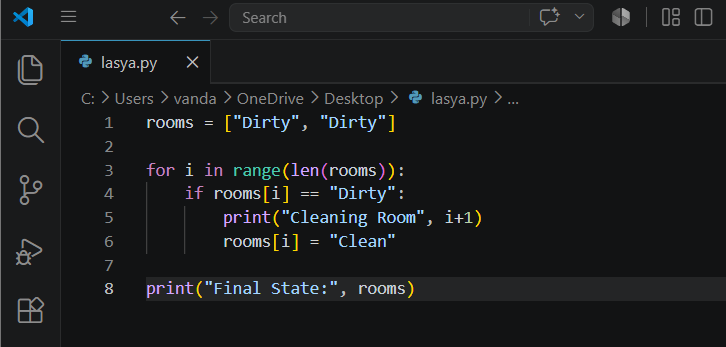 Search
lasya.py
C: > Users > vanda > OneDrive > Desktop > lasya.py > ...
1 rooms = ["Dirty", "Dirty"]
2
3 for i in range(len(rooms)):
4     if rooms[i] == "Dirty":
5         print("Cleaning Room", i+1)
6         rooms[i] = "Clean"
7
8 print("Final State:", rooms)